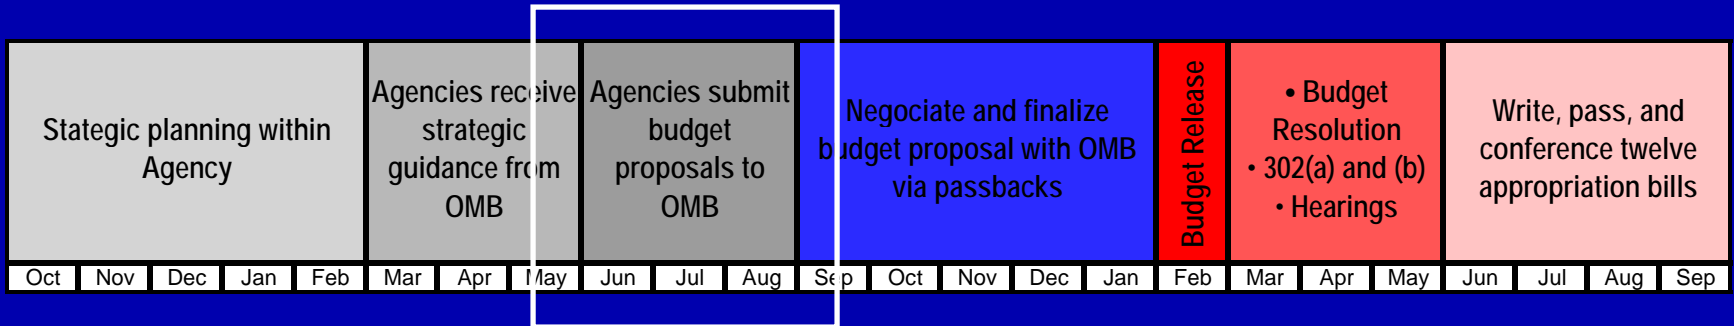 Stategic planning within
Agency
Agencies receive
strategic
guidance from
OMB
Agencies submit
budget
proposals to
OMB
Negociate and finalize
budget proposal with OMB
via passbacks
Budget Release
• Budget
Resolution
• 302(a) and (b)
• Hearings
Write, pass, and
conference twelve
appropriation bills
Oct Nov Dec Jan Feb Mar Apr May Jun Jul Aug Sep Oct Nov Dec Jan Feb Mar Apr May Jun Jul Aug Sep